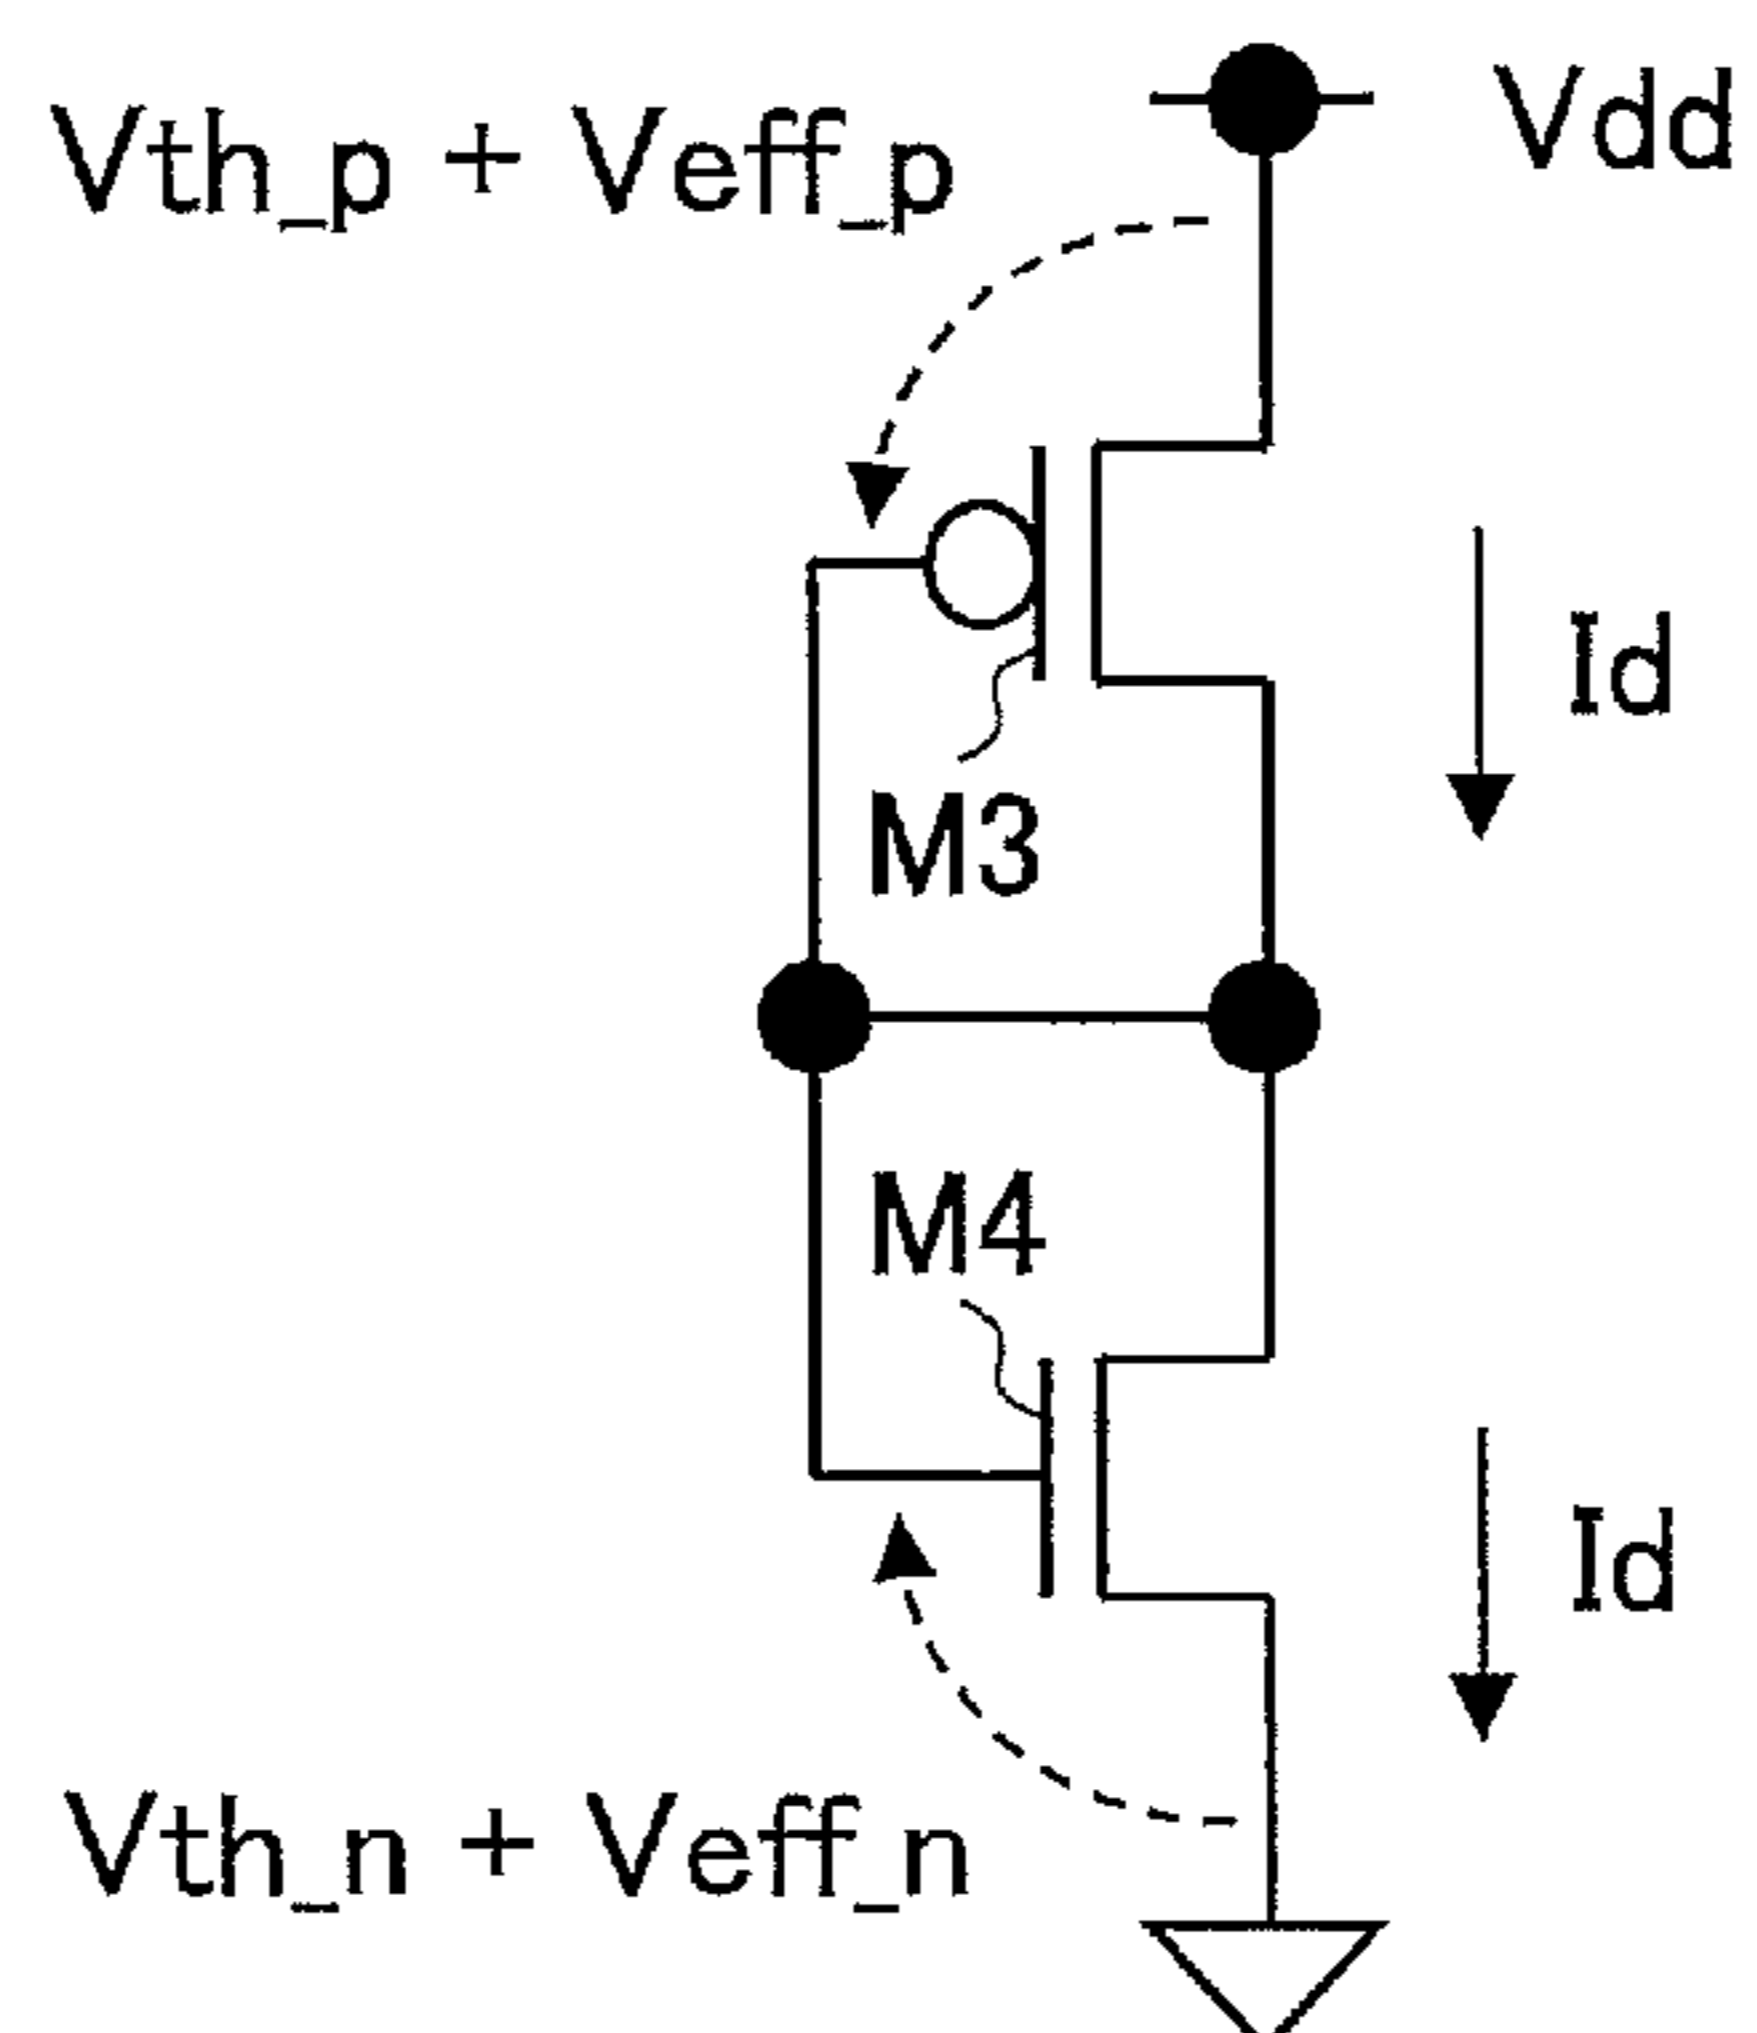 Vdd
Vth_p + Veff_p
Id
M3
M4
Id
Vth_n + Veff_n